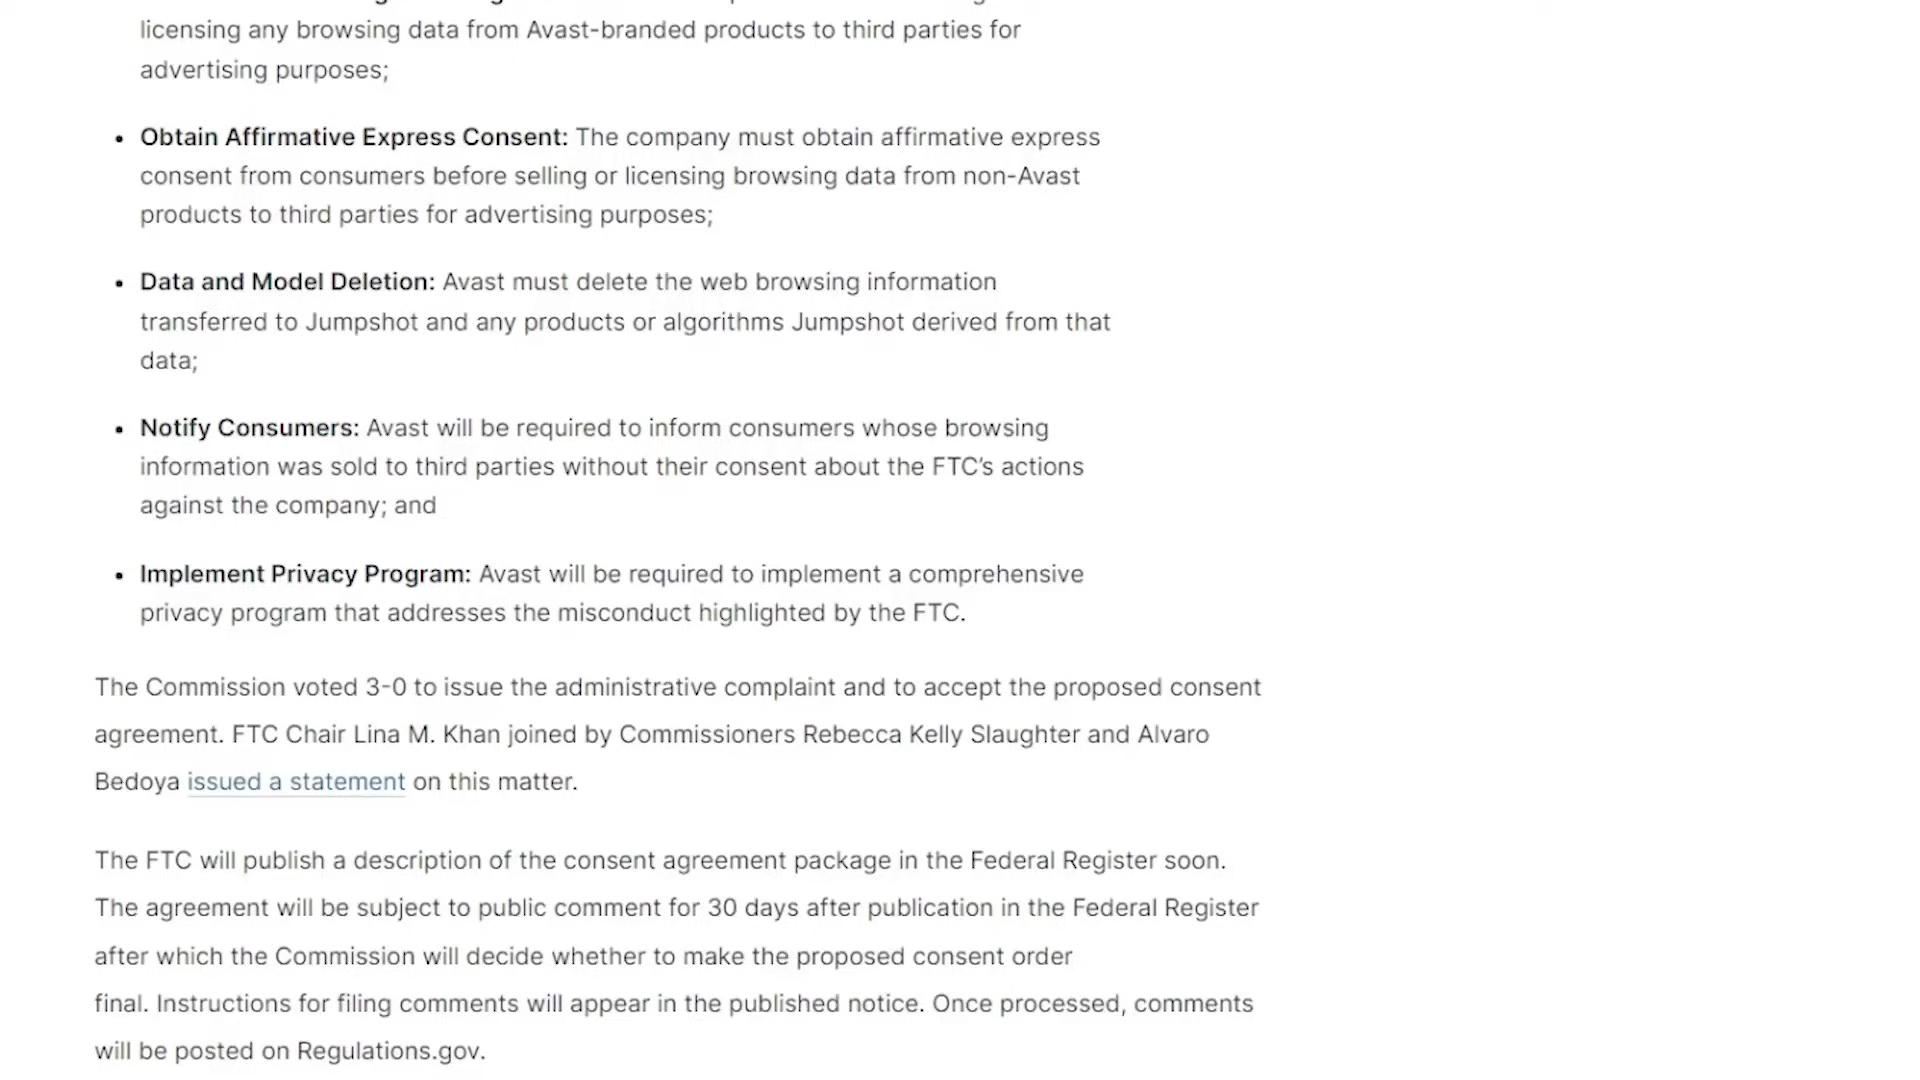 licensing any browsing data from Avast-branded products to third parties for
advertising purposes;
• Obtain Affirmative Express Consent: The company must obtain affirmative express
consent from consumers before selling or licensing browsing data from non-Avast
products to third parties for advertising purposes;
• Data and Model Deletion: Avast must delete the web browsing information
transferred to Jumpshot and any products or algorithms Jumpshot derived from that
data;
• Notify Consumers: Avast will be required to inform consumers whose browsing
information was sold to third parties without their consent about the FTC’s actions
against the company; and
• Implement Privacy Program: Avast will be required to implement a comprehensive
privacy program that addresses the misconduct highlighted by the FTC.
The Commission voted 3-0 to issue the administrative complaint and to accept the proposed consent
agreement. FTC Chair Lina M. Khan joined by Commissioners Rebecca Kelly Slaughter and Alvaro
Bedoya issued a statement on this matter.
The FTC will publish a description of the consent agreement package in the Federal Register soon.
The agreement will be subject to public comment for 30 days after publication in the Federal Register
after which the Commission will decide whether to make the proposed consent order
final. Instructions for filing comments will appear in the published notice. Once processed, comments
will be posted on Regulations.gov.